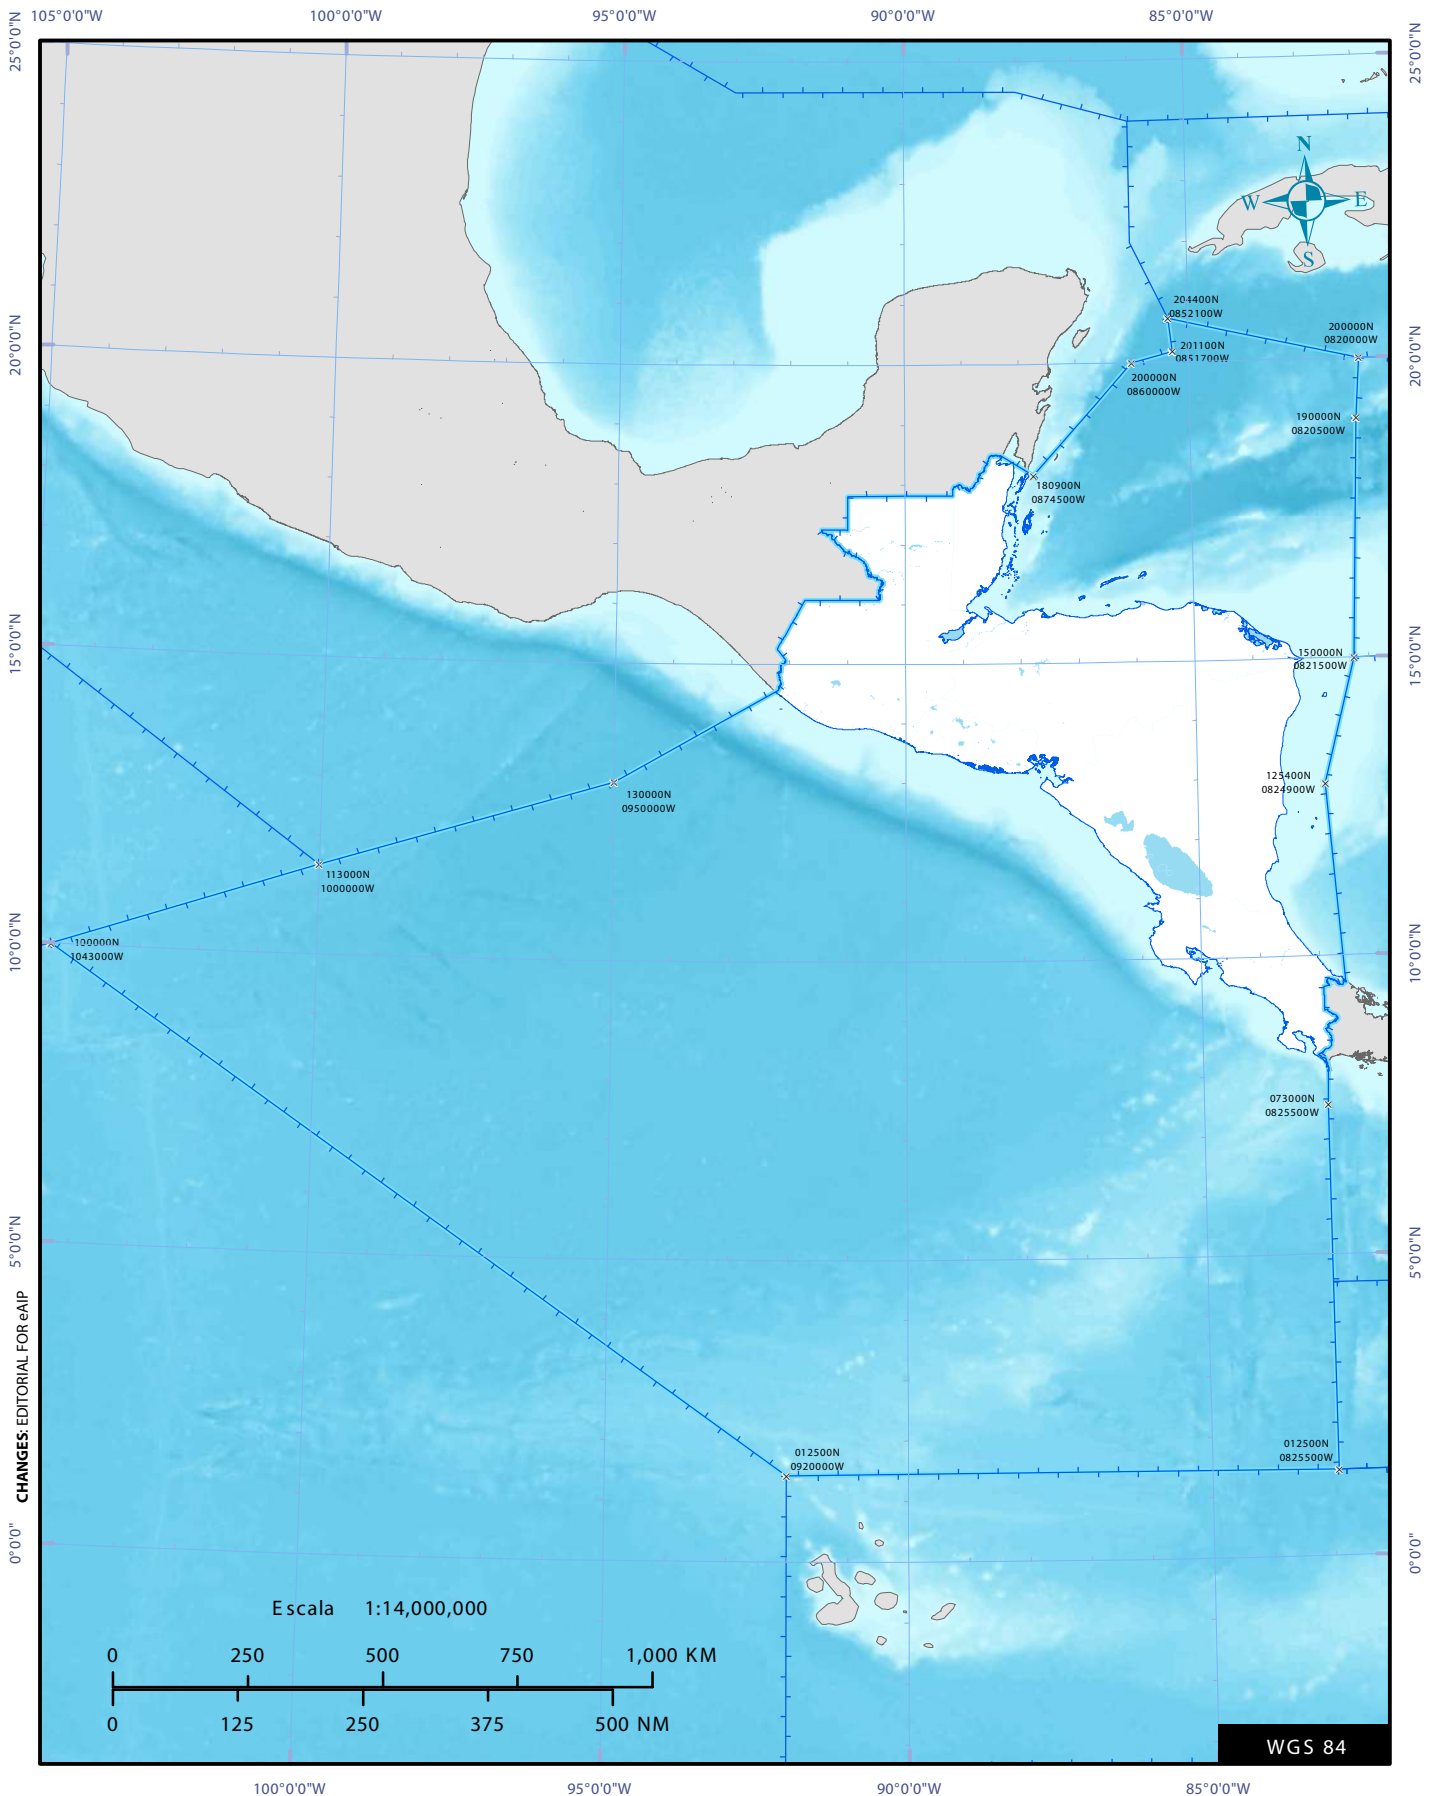 105°0'0"W
100°0'0"W
95°0'0"W
90°0'0"W
85°0'0"W
25°0'0"N
25°0'0"N
N
W
E
S
204400N
0852100W
200000N
0820000W
201100N
0851700W
200000N
0860000W
20°0'0"N
20°0'0"N
190000N
0820500W
180900N
0874500W
15°0'0"N
15°0'0"N
150000N
0821500W
125400N
0824900W
130000N
0950000W
113000N
1000000W
100000N
1043000W
10°0'0"N
10°0'0"N
073000N
0825500W
5°0'0"N
5°0'0"N
CHANGES: EDITORIAL FOR eAIP
012500N
0920000W
012500N
0825500W
0°0'0"
0°0'0"
Escala 1:14,000,000
0 250 500 750 1,000 KM
0 125 250 375 500 NM
WGS 84
100°0'0"W
95°0'0"W
90°0'0"W
85°0'0"W